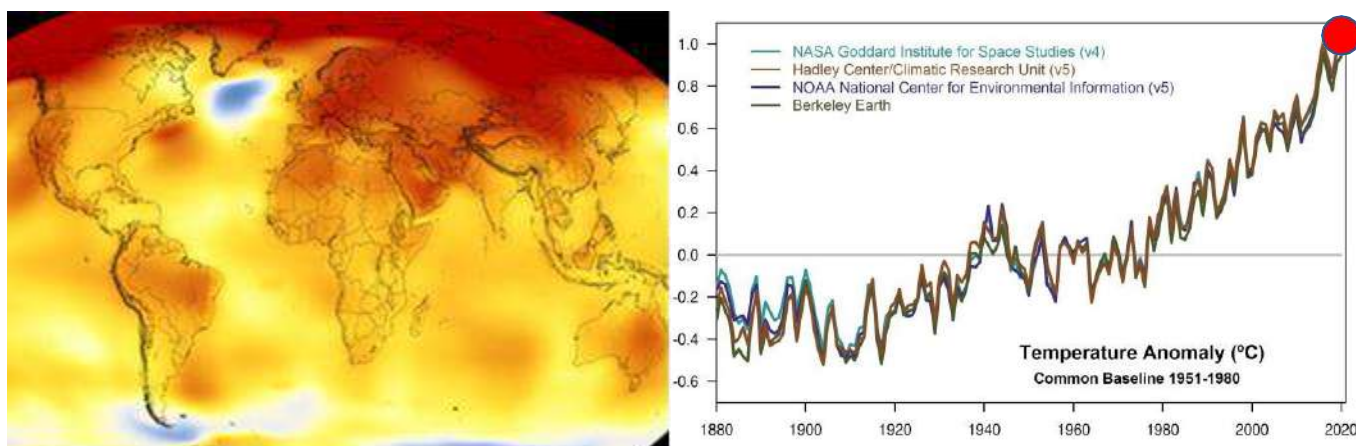 1.0
0.8
0.6
0.4
0.2
0.0
-0.2
-0.4
-0.6
NASA Goddard Institute for Space Studies (v4)
Hadley Center/Climatic Research Unit (v5)
NOAA National Center for Environmental Information (v5)
Berkeley Earth
Temperature Anomaly (ºC)
Common Baseline 1951-1980
1880 1900 1920 1940 1960 1980 2000 2020